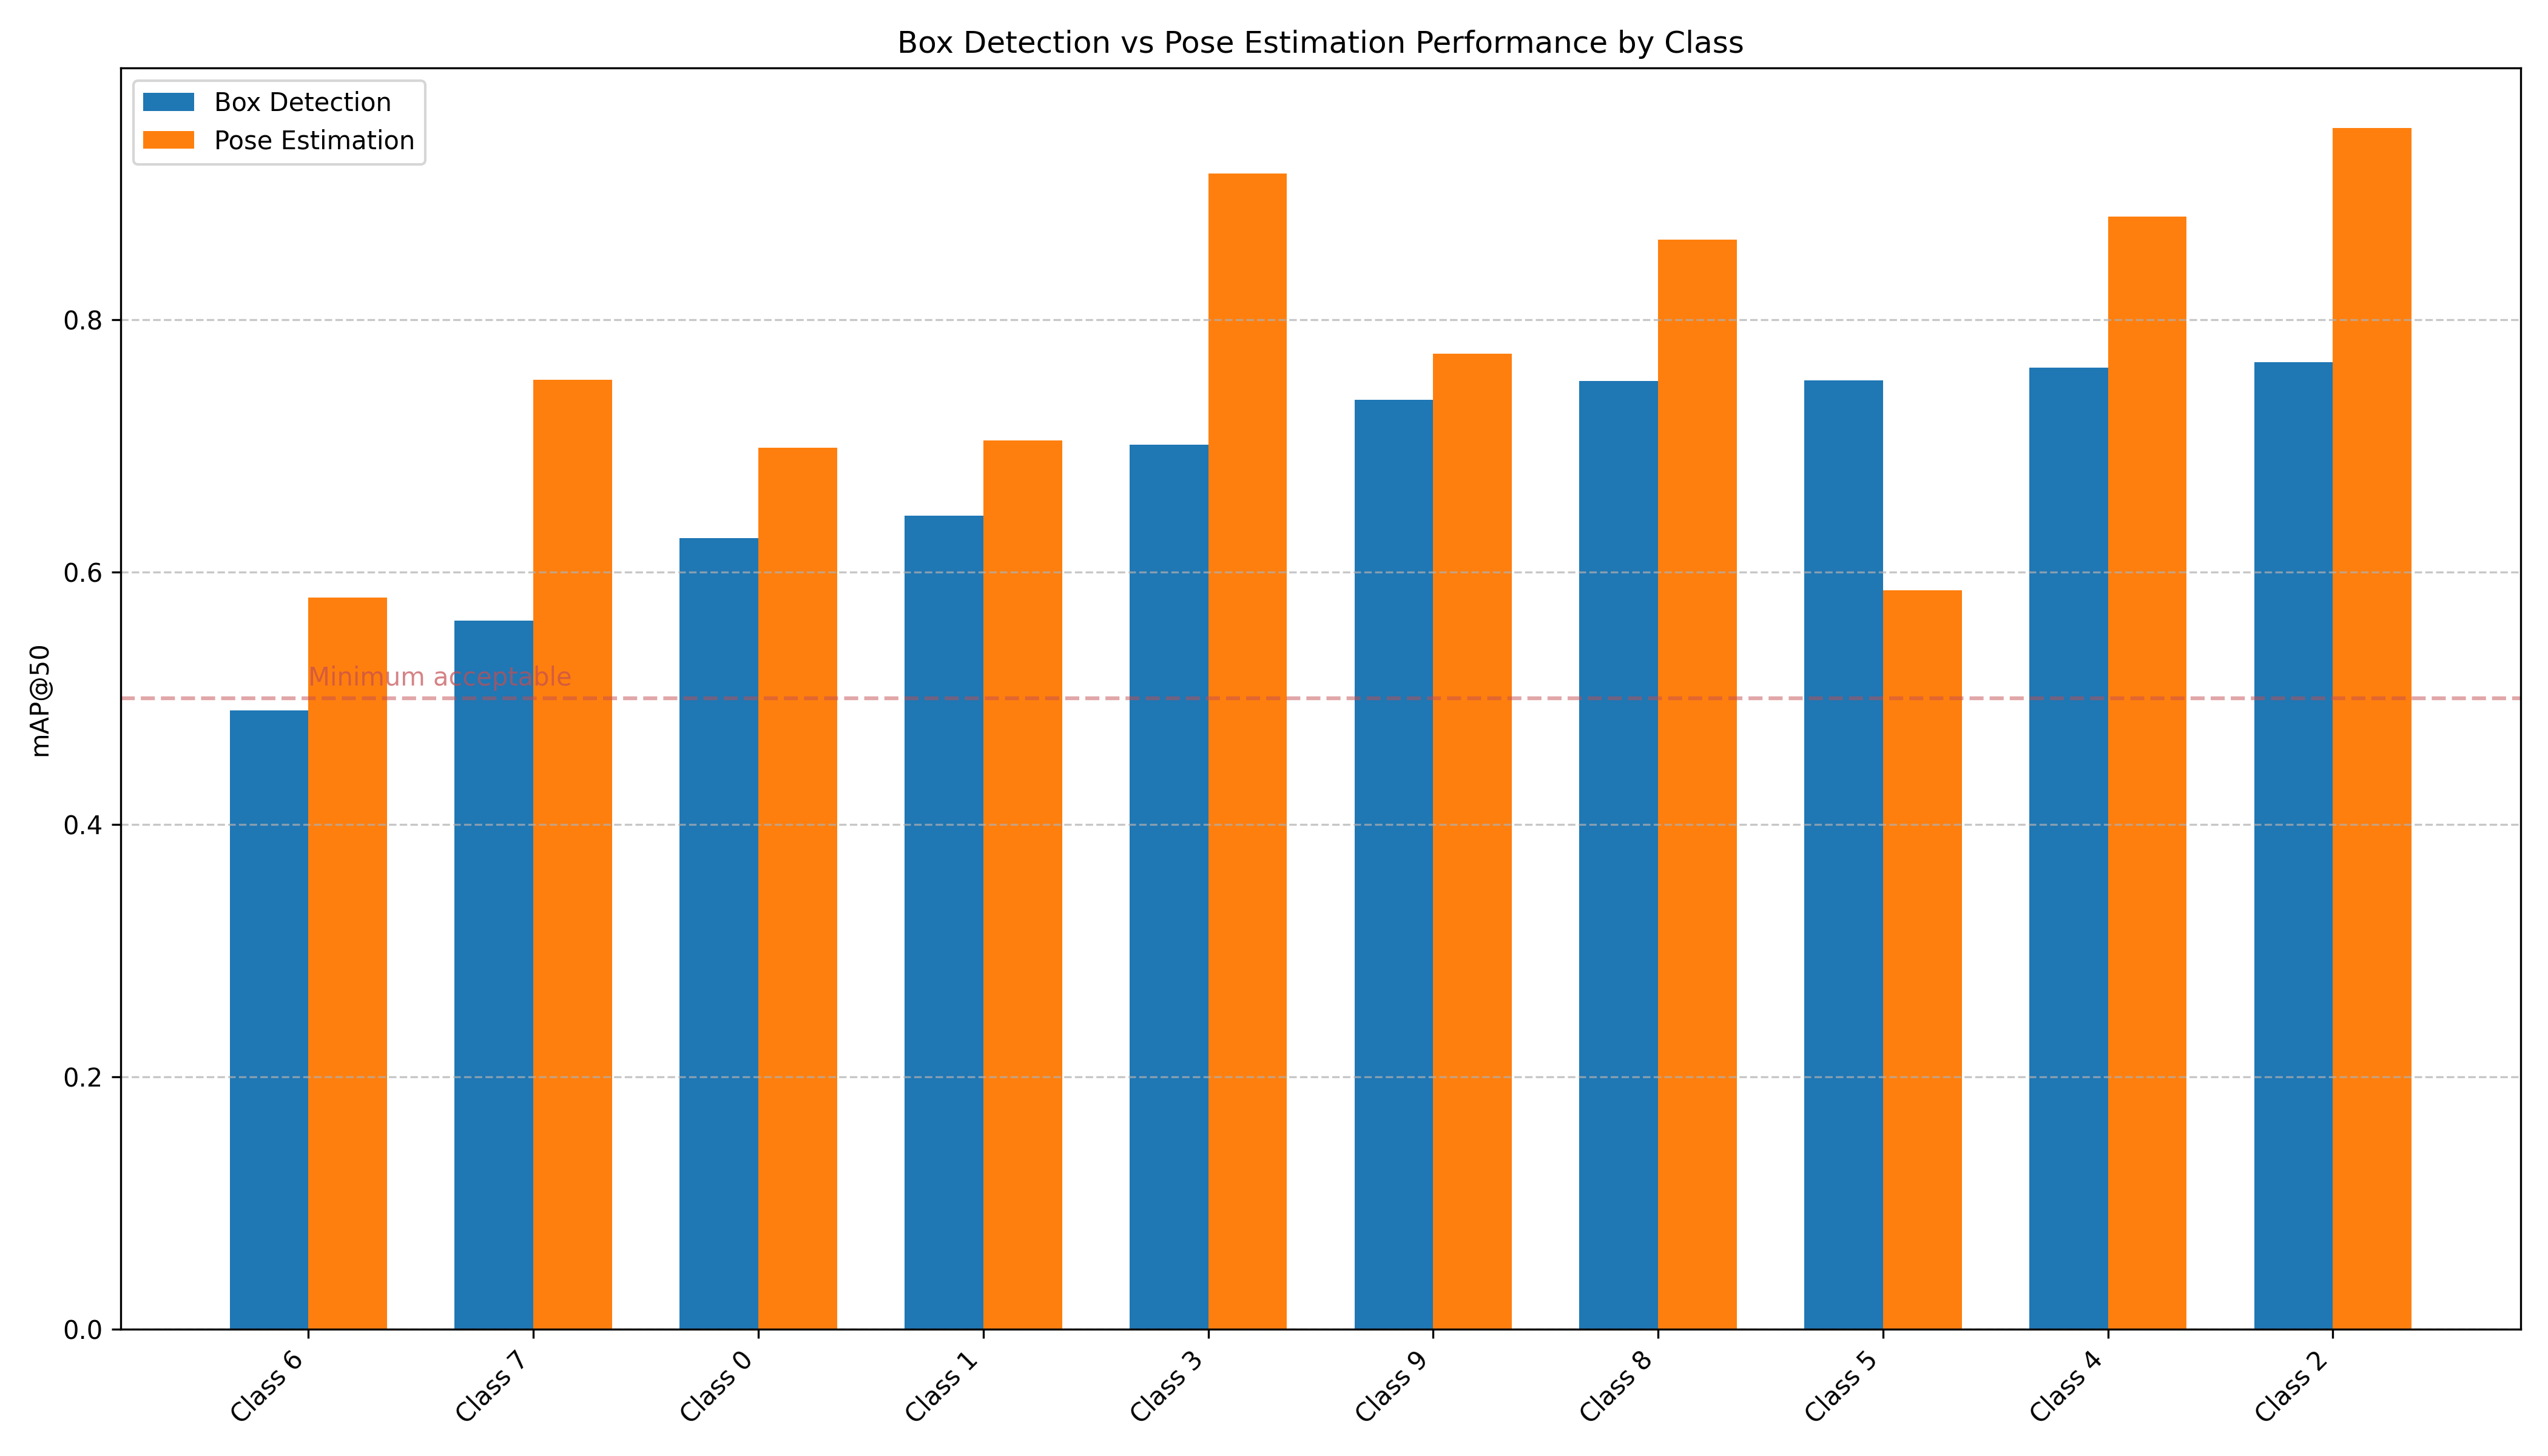 Box Detection vs Pose Estimation Performance by Class
Box Detection
Pose Estimation
mAP@50
0.8
0.6
0.4
0.2
0.0
Minimum acceptable
Class 6
Class 7
Class 0
Class 1
Class 3
Class 9
Class 8
Class 5
Class 4
Class 2